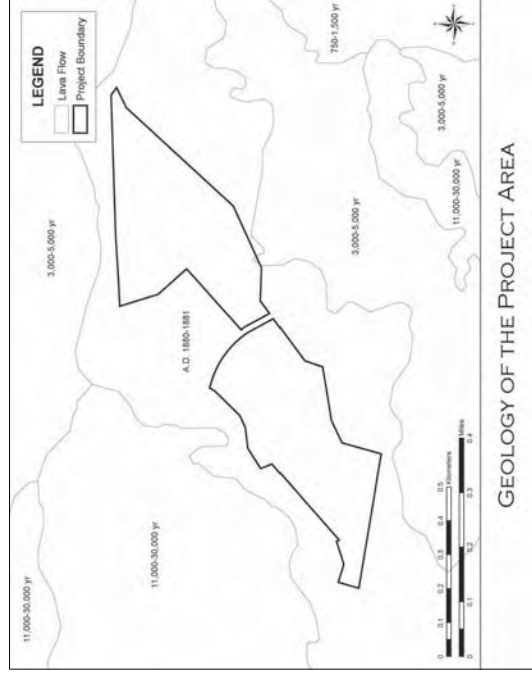 LEGEND
Lava Flow
Project Boundary
3,000-5,000 yr
750-1,500 yr
A.D. 1880-1881
11,000-30,000 yr
11,000-30,000 yr
3,000-5,000 yr
3,000-5,000 yr
11,000-30,000 yr
0 0.1 0.2 0.3 0.4 0.5
Kilometers
Miles
0 0.1 0.2 0.3 0.4
GEOLOGY OF THE PROJECT AREA